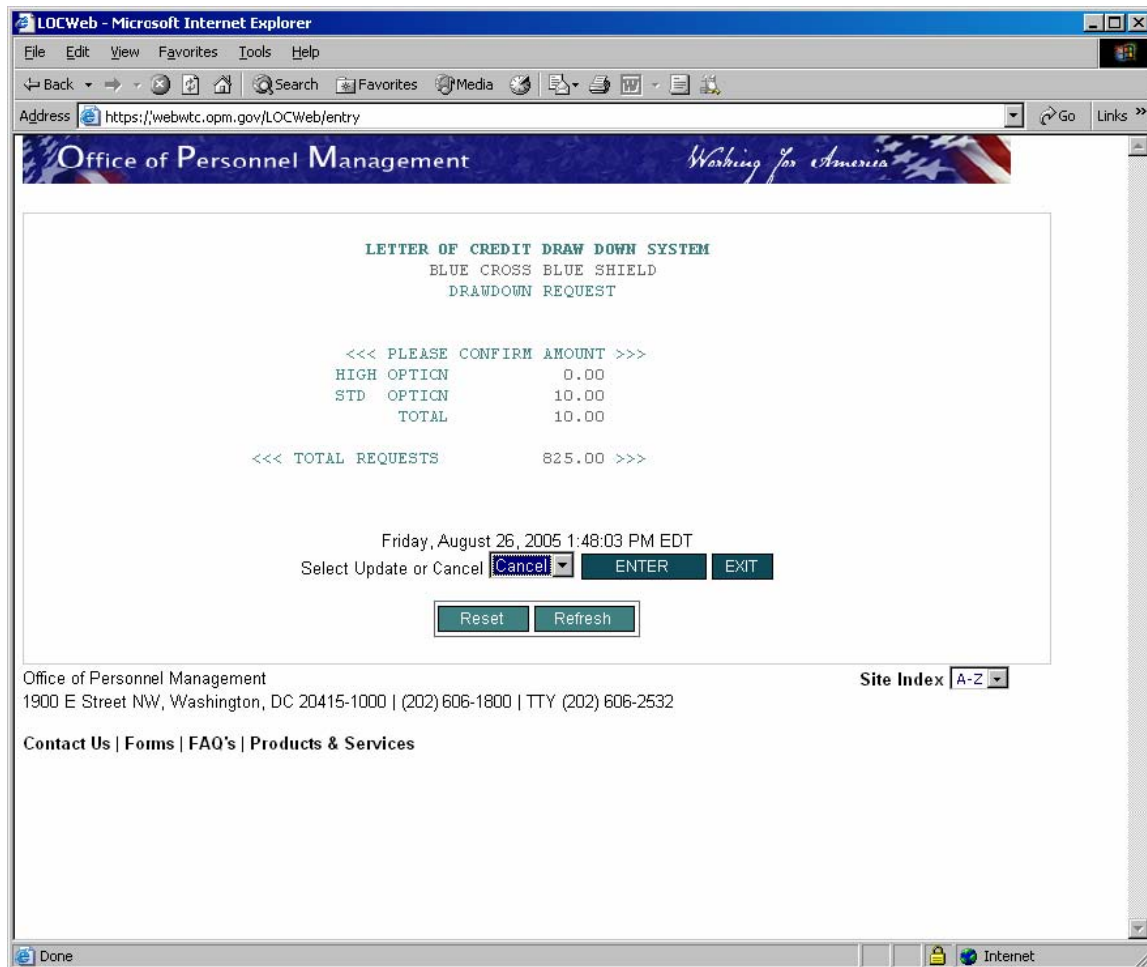 LOCWeb - Microsoft Internet Explorer
File Edit View Favorites Tools Help
Back Search Favorites Media
Address https://webwtc.opm.gov/LOCWeb/entry Go Links »
Office of Personnel Management Working for America
LETTER OF CREDIT DRAW DOWN SYSTEM
BLUE CROSS BLUE SHIELD
DRAWDOWN REQUEST
<<< PLEASE CONFIRM AMOUNT >>>
HIGH OPTION 0.00
STD OPTION 10.00
TOTAL 10.00
<<< TOTAL REQUESTS 825.00 >>>
Friday, August 26, 2005 1:48:03 PM EDT
Select Update or Cancel Cancel ENTER EXIT
Reset Refresh
Office of Personnel Management Site Index A-Z
1900 E Street NW, Washington, DC 20415-1000 | (202) 606-1800 | TTY (202) 606-2532
Contact Us | Forms | FAQ's | Products & Services
Done Internet